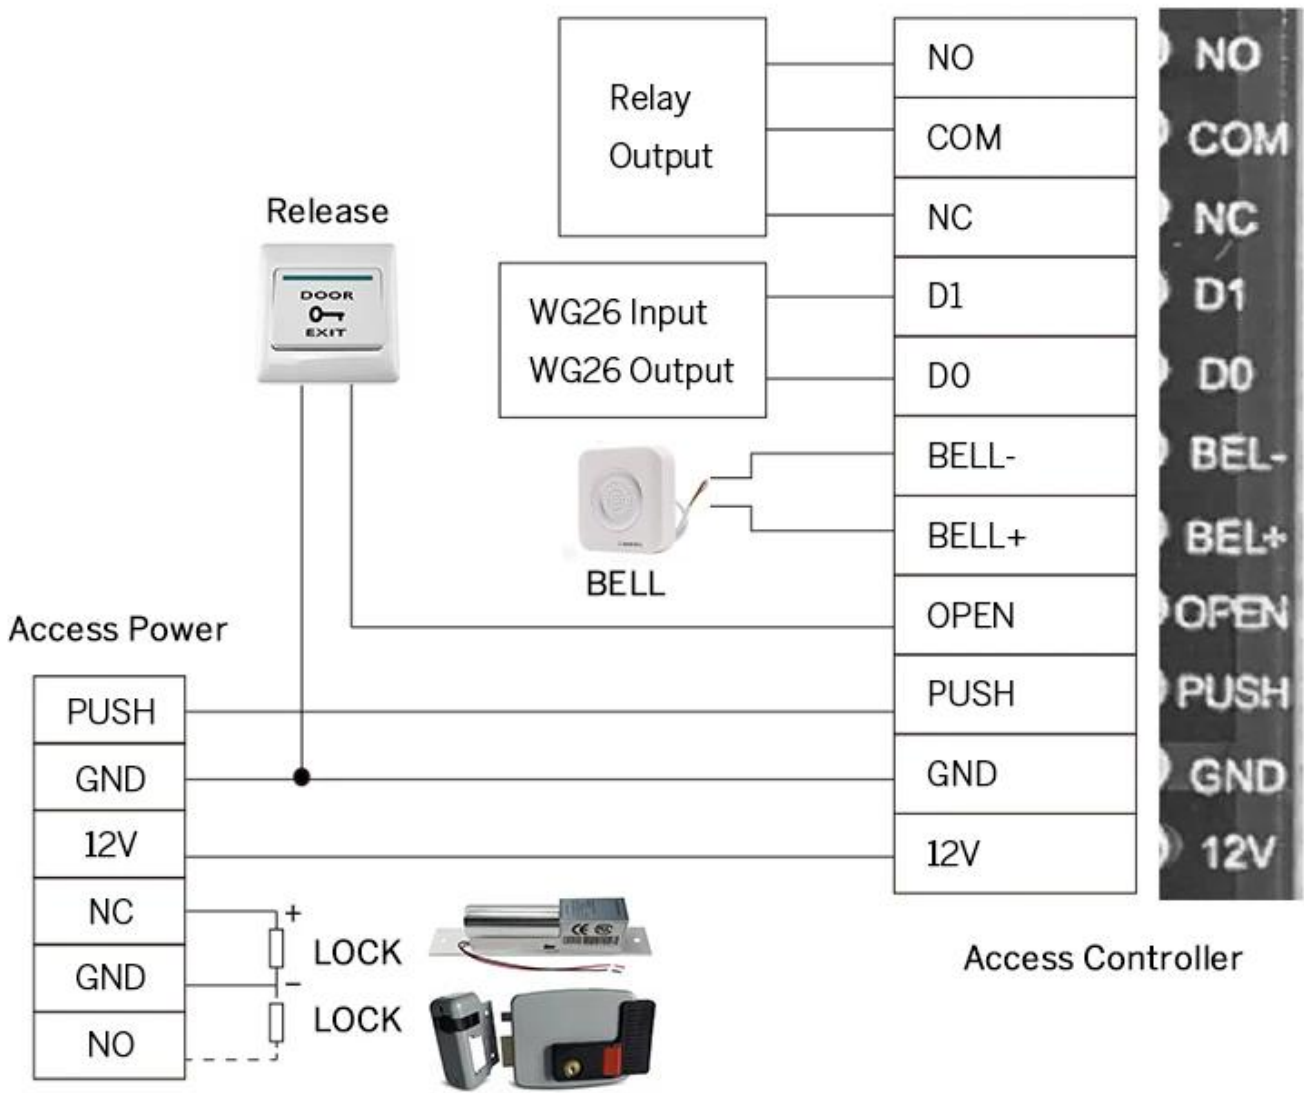 NO
COM
NC
D1
D0
BELL-
BELL+
OPEN
PUSH
GND
12V
NO
COM
NC
D1
D0
BEL-
BEL+
OPEN
PUSH
GND
12V
Relay
Output
WG26 Input
WG26 Output
Release
DOOR
EXIT
BELL
Access Power
PUSH
GND
12V
NC
GND
NO
+
LOCK
-
LOCK
CE
Access Controller